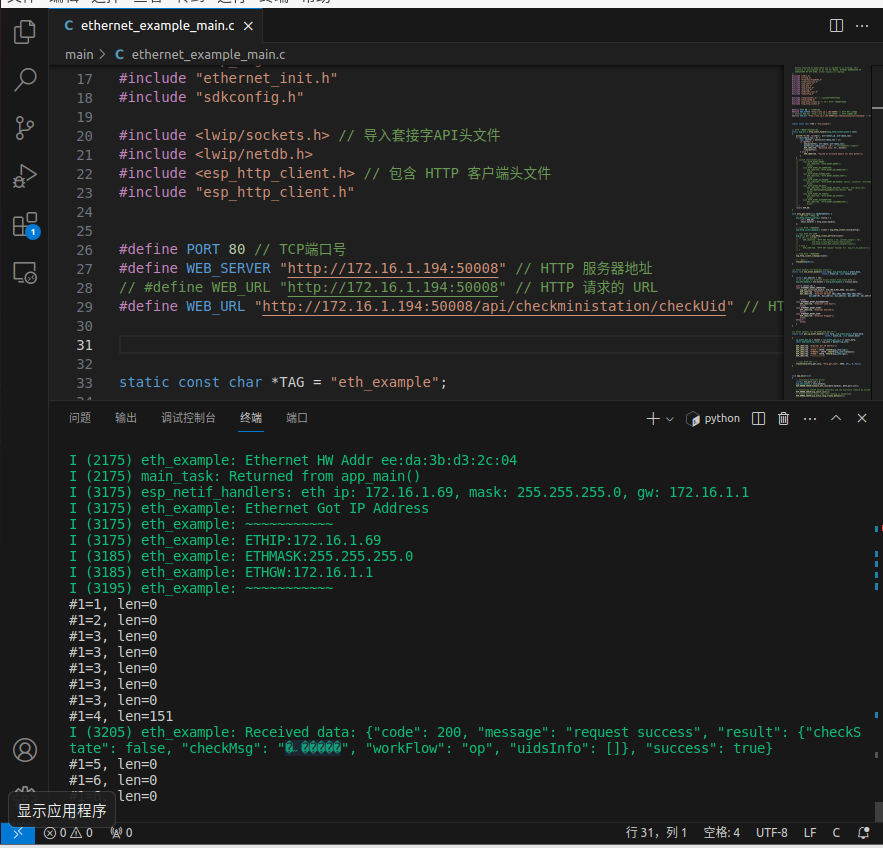 ethernet_example_main.c
main > C ethernet_example_main.c
17 #include "ethernet_init.h"
18 #include "sdkconfig.h"
19
20 #include <lwip/sockets.h> // 导入套接字API头文件
21 #include <lwip/netdb.h>
22 #include <esp_http_client.h> // 包含 HTTP 客户端头文件
23 #include "esp_http_client.h"
24
25
26 #define PORT 80 // TCP端口号
27 #define WEB_SERVER "http://172.16.1.194:50008" // HTTP 服务器地址
28 // #define WEB_URL "http://172.16.1.194:50008" // HTTP 请求的 URL
29 #define WEB_URL "http://172.16.1.194:50008/api/checkministation/checkUid" // HT
30
31
32
33 static const char *TAG = "eth_example";
问题 输出 调试控制台 终端 端口 python
I (2175) eth_example: Ethernet HW Addr ee:da:3b:d3:2c:04
I (2175) main_task: Returned from app_main()
I (3175) esp_netif_handlers: eth ip: 172.16.1.69, mask: 255.255.255.0, gw: 172.16.1.1
I (3175) eth_example: Ethernet Got IP Address
I (3175) eth_example: ~~~~~~~~~~~
I (3175) eth_example: ETHIP:172.16.1.69
I (3185) eth_example: ETHMASK:255.255.255.0
I (3185) eth_example: ETHGW:172.16.1.1
I (3195) eth_example: ~~~~~~~~~~~
#1=1, len=0
#1=2, len=0
#1=3, len=0
#1=3, len=0
#1=3, len=0
#1=3, len=0
#1=3, len=0
#1=4, len=151
I (3205) eth_example: Received data: {"code": 200, "message": "request success", "result": {"checkS
tate": false, "checkMsg": "", "workFlow": "op", "uidsInfo": []}, "success": true}
#1=5, len=0
#1=6, len=0
len=0
显示应用程序
0 0 0 行 31，列 1 空格: 4 UTF-8 LF C